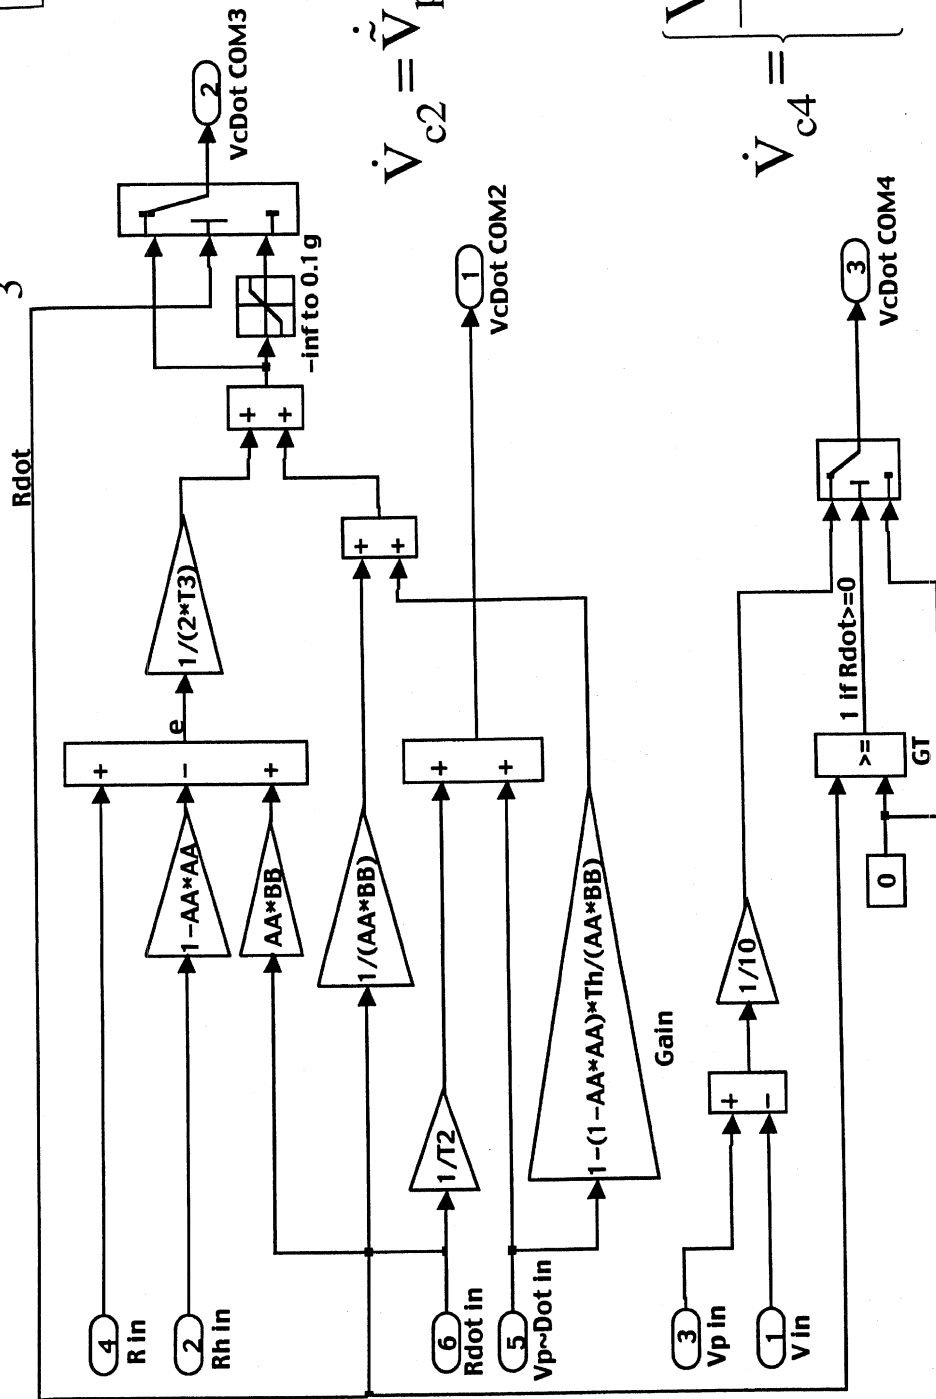 3
Rdot
4
R in
2
Rh in
6
Rdot in
5
Vp~Dot in
3
Vp in
1
V in
1-AA*AA
AA*BB
1/(AA*BB)
1/T2
1-(1-AA*AA)*Th/(AA*BB)
Gain
+
-
1/10
0
+
-
+
e
+
+
>=
GT
1 if Rdot>=0
1/(2*T3)
+
+
+
+
-inf to 0.1g
2
VcDot COM3
1
VcDot COM2
3
VcDot COM4
V̇c2 = Ṽ̇p
V̇c4 =